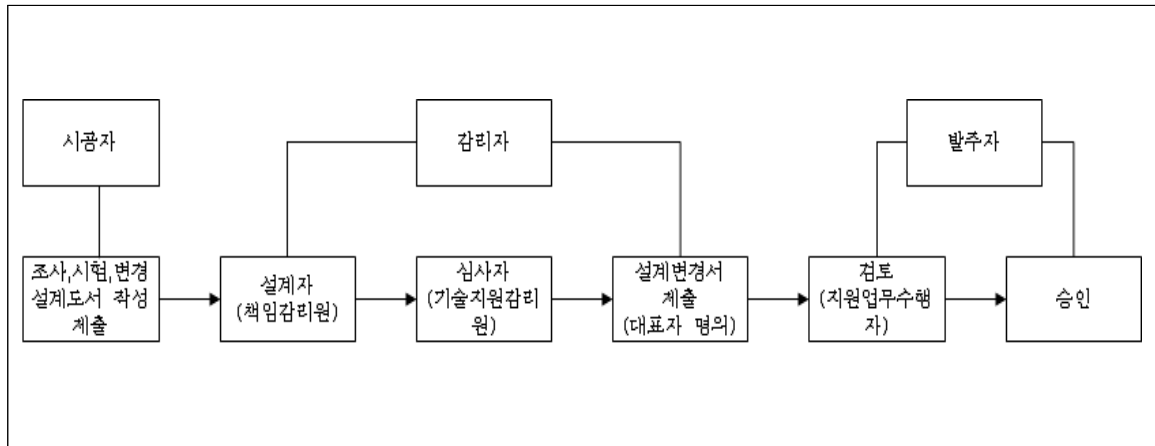 시공자
감리자
발주자
조사,시험,변경
설계도서 작성
제출
설계자
(책임감리원)
심사자
(기술지원감리
원)
설계변경서
제출
(대표자 명의)
검토
(지원업무수행
자)
승인